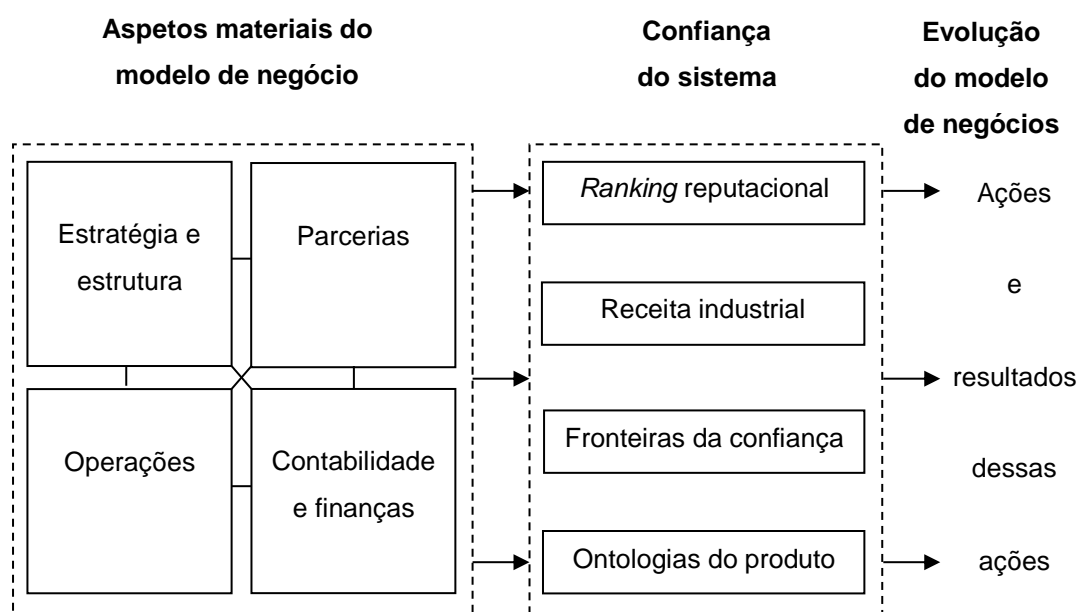 Aspetos materiais do
modelo de negócio
Confiança
do sistema
Evolução
do modelo
de negócios
Estratégia e
estrutura
Parcerias
Operações
Contabilidade
e finanças
Ranking reputacional
Receita industrial
Fronteiras da confiança
Ontologias do produto
Ações
e
resultados
dessas
ações